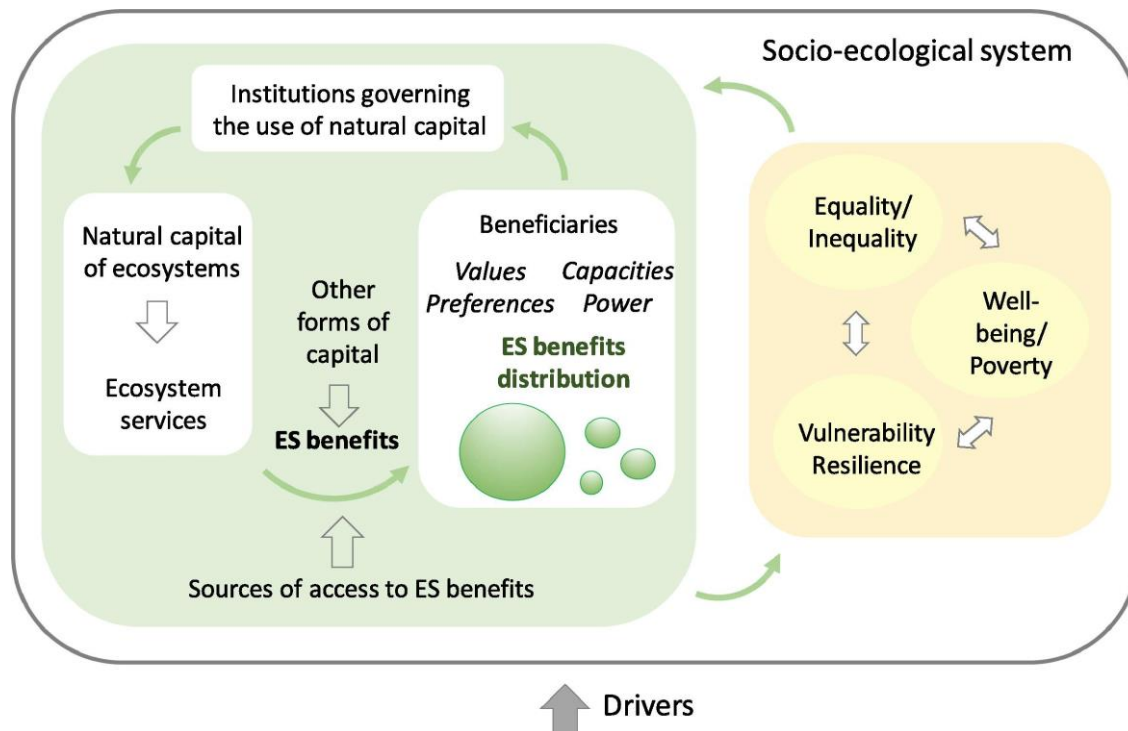 Socio-ecological system
Institutions governing
the use of natural capital
Natural capital
of ecosystems
Ecosystem
services
Other
forms of
capital
ES benefits
Beneficiaries
Values Capacities
Preferences Power
ES benefits
distribution
Sources of access to ES benefits
Equality/
Inequality
Well-
being/
Poverty
Vulnerability
Resilience
Drivers